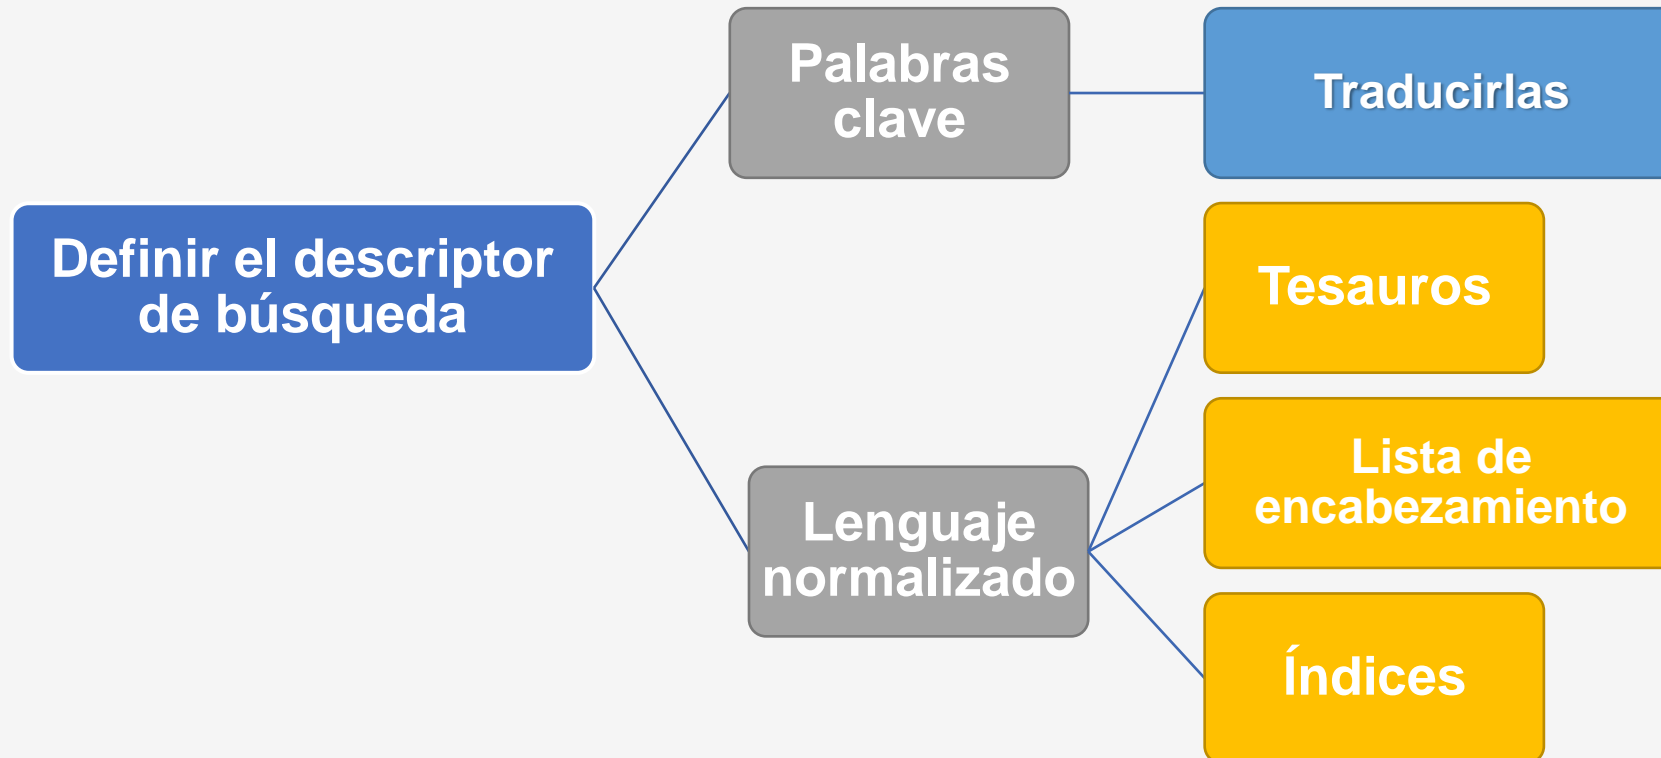 Palabras
clave
Traducirlas
Definir el descriptor
de búsqueda
Tesauros
Lista de
encabezamiento
Lenguaje
normalizado
Índices